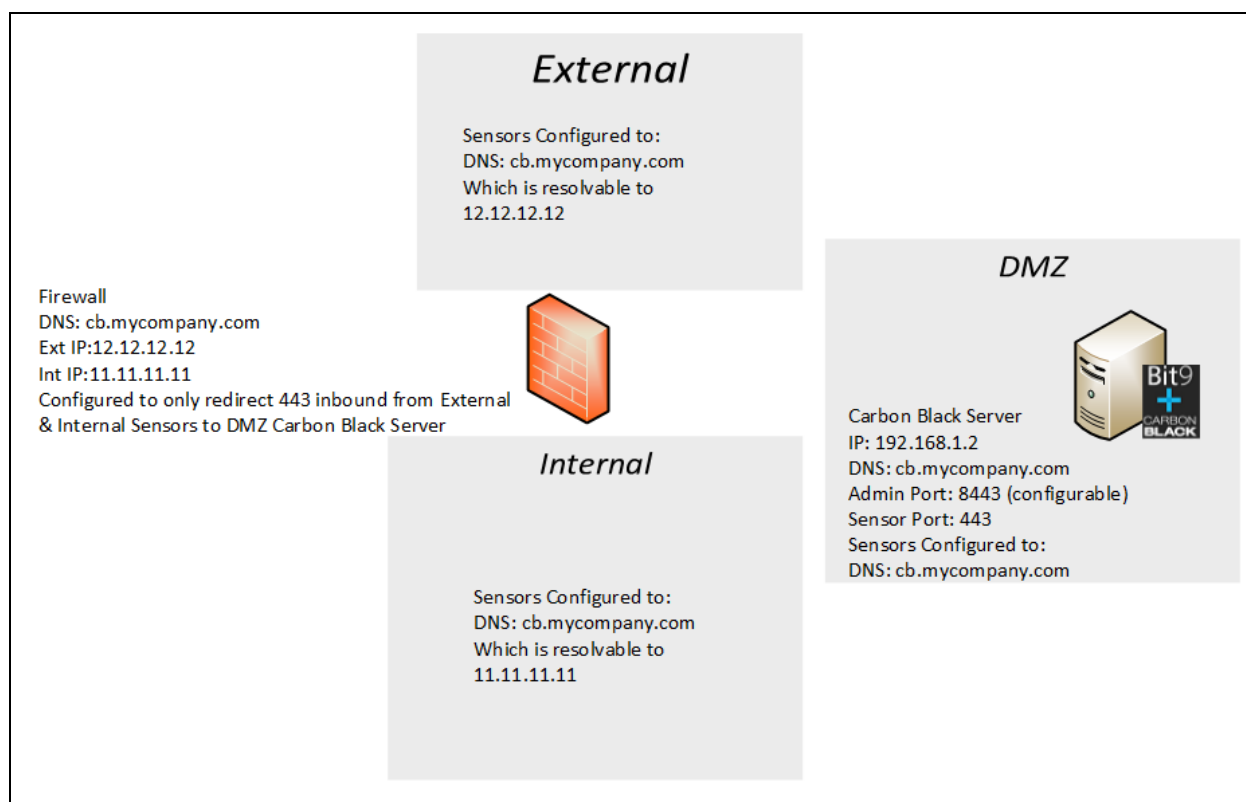 External
Sensors Configured to:
DNS: cb.mycompany.com
Which is resolvable to
12.12.12.12
Firewall
DNS: cb.mycompany.com
Ext IP:12.12.12.12
Int IP:11.11.11.11
Configured to only redirect 443 inbound from External
& Internal Sensors to DMZ Carbon Black Server
DMZ
Bit9
+
CARBON
BLACK
Carbon Black Server
IP: 192.168.1.2
DNS: cb.mycompany.com
Admin Port: 8443 (configurable)
Sensor Port: 443
Sensors Configured to:
DNS: cb.mycompany.com
Internal
Sensors Configured to:
DNS: cb.mycompany.com
Which is resolvable to
11.11.11.11